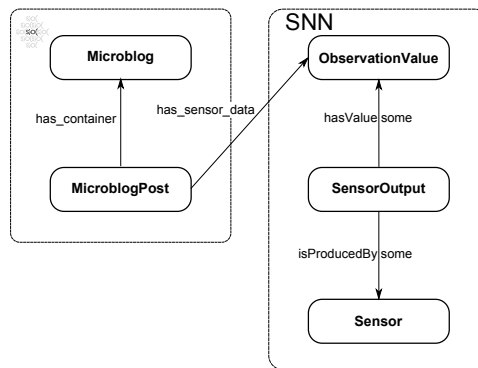 SNN
Microblog
ObservationValue
has_sensor_data
has_container
hasValue some
MicroblogPost
SensorOutput
isProducedBy some
Sensor